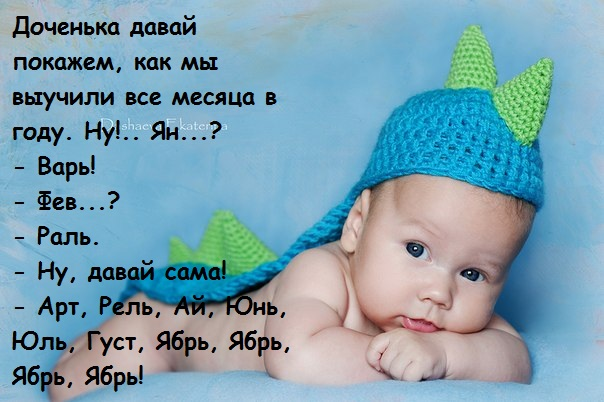 Доченька давай
покажем, как мы
выучили все месяца в
году. Ну!.. Ян...?
- Варь!
- Фев...?
- Раль.
- Ну, давай сама!
- Арт, Рель, Ай, Юнь,
Юль, Густ, Ябрь, Ябрь,
Ябрь, Ябрь!